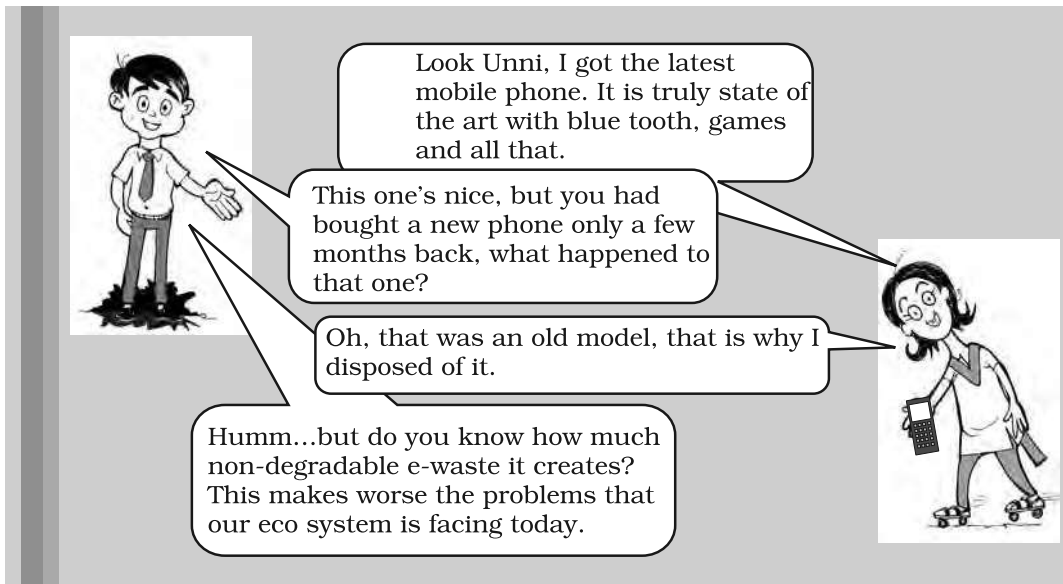 Look Unni, I got the latest
mobile phone. It is truly state of
the art with blue tooth, games
and all that.
This one's nice, but you had
bought a new phone only a few
months back, what happened to
that one?
Oh, that was an old model, that is why I
disposed of it.
Humm...but do you know how much
non-degradable e-waste it creates?
This makes worse the problems that
our eco system is facing today.